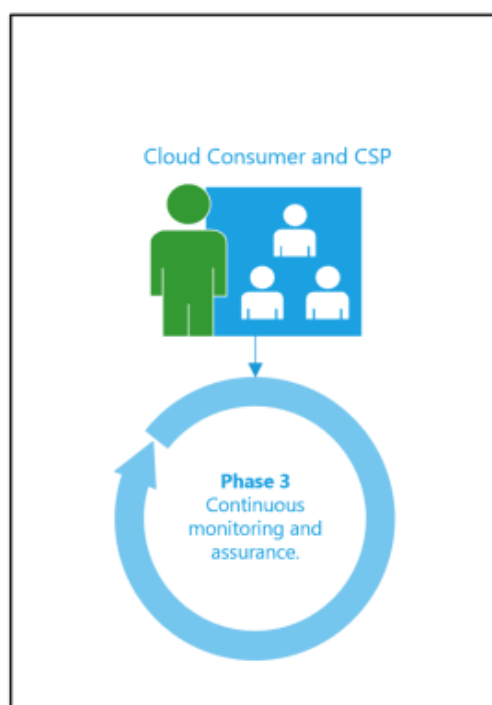 Cloud Consumer and CSP
Phase 3
Continuous
monitoring and
assurance.